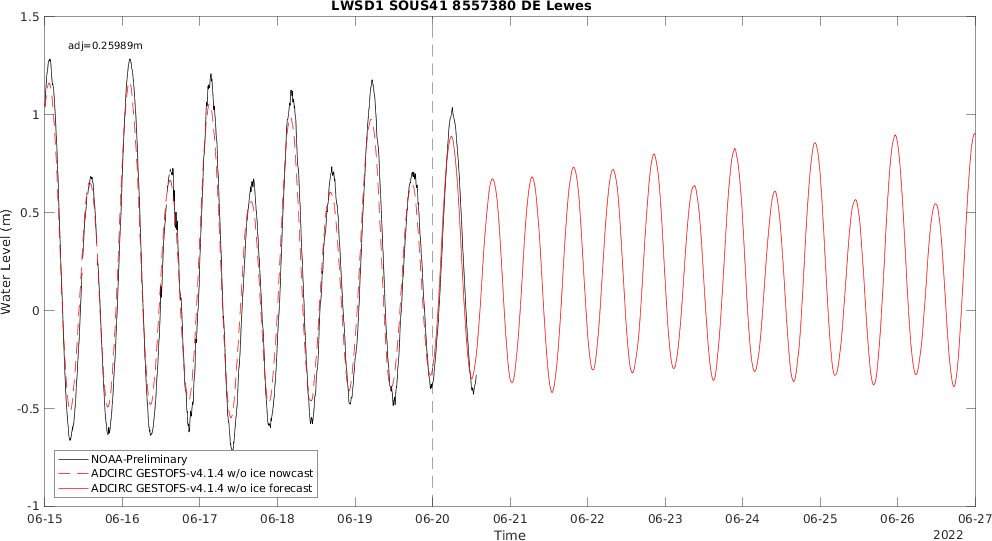 LWSD1 SOUS41 8557380 DE Lewes
adj=0.25989m
1.5
1
0.5
0
-0.5
-1
Water Level (m)
NOAA-Preliminary
ADCIRC GESTOFS-v4.1.4 w/o ice nowcast
ADCIRC GESTOFS-v4.1.4 w/o ice forecast
06-15 06-16 06-17 06-18 06-19 06-20 06-21 06-22 06-23 06-24 06-25 06-26 06-27
Time
2022